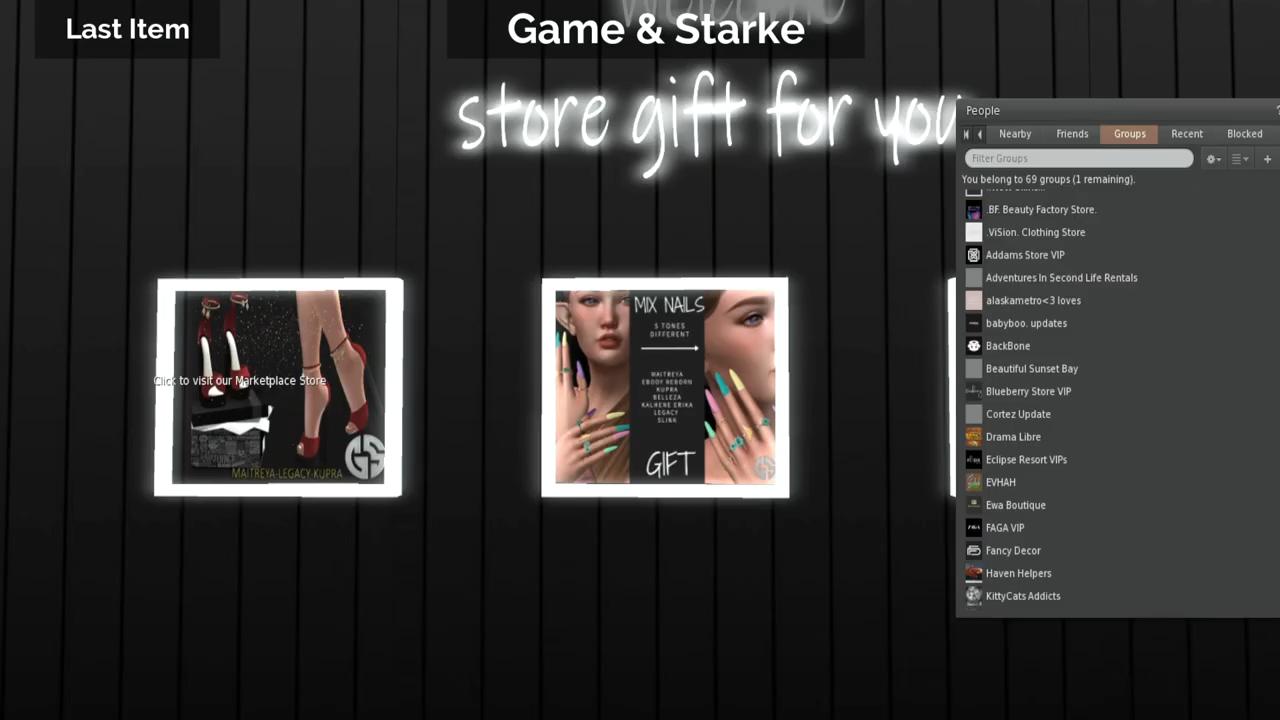 Welcome
Last Item
Game & Starke
store gift for you
Click to visit our Marketplace Store
MAITREYA-LEGACY-KUPRA
GS
MIX NAILS
5 TONES
DIFFERENT
MAITREYA
EBODY REBORN
KUPRA
BELLEZA
KALHENE ERIKA
LEGACY
SLINK
GIFT
People
Nearby
Friends
Groups
Recent
Blocked
Filter Groups
You belong to 69 groups (1 remaining).
.BF. Beauty Factory Store.
.ViSion. Clothing Store
Addams Store VIP
Adventures In Second Life Rentals
alaskametro<3 loves
babyboo. updates
BackBone
Beautiful Sunset Bay
Blueberry Store VIP
Cortez Update
Drama Libre
Eclipse Resort VIPs
EVHAH
Ewa Boutique
FAGA VIP
Fancy Decor
Haven Helpers
KittyCats Addicts